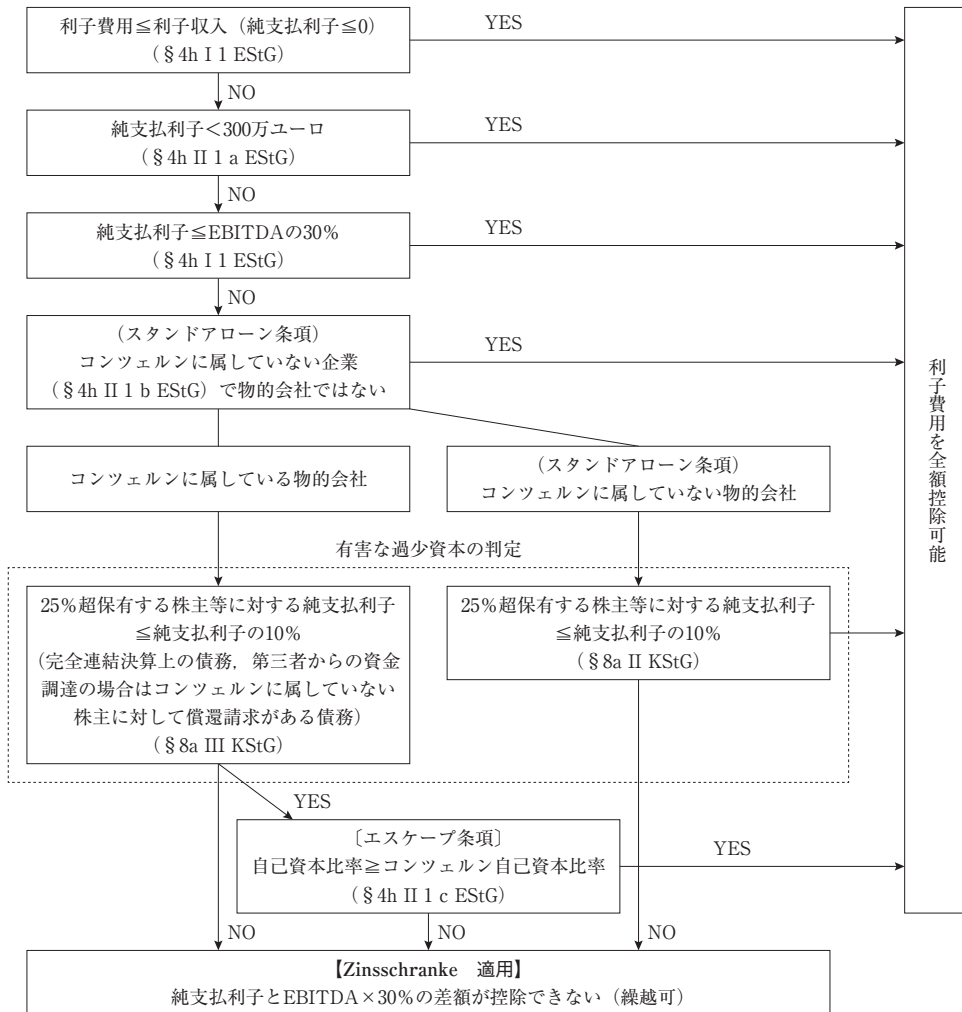 利子費用≦利子収入（純支払利子≦0）
（§4h I 1 EStG）
YES
NO
純支払利子＜300万ユーロ
（§4h II 1 a EStG）
YES
NO
純支払利子≦EBITDAの30%
（§4h I 1 EStG）
YES
NO
（スタンドアローン条項）
コンツェルンに属していない企業
（§4h II 1 b EStG）で物的会社ではない
YES
利子費用を全額控除可能
コンツェルンに属している物的会社
（スタンドアローン条項）
コンツェルンに属していない物的会社
有害な過少資本の判定
25%超保有する株主等に対する純支払利子
≦純支払利子の10%
（完全連結決算上の債務，第三者からの資金
調達の場合はコンツェルンに属していない
株主に対して償還請求がある債務）
（§8a III KStG）
25%超保有する株主等に対する純支払利子
≦純支払利子の10%
（§8a II KStG）
YES
〔エスケープ条項〕
自己資本比率≧コンツェルン自己資本比率
（§4h II 1 c EStG）
YES
NO
NO
NO
【Zinsschranke　適用】
純支払利子とEBITDA×30%の差額が控除できない（繰越可）